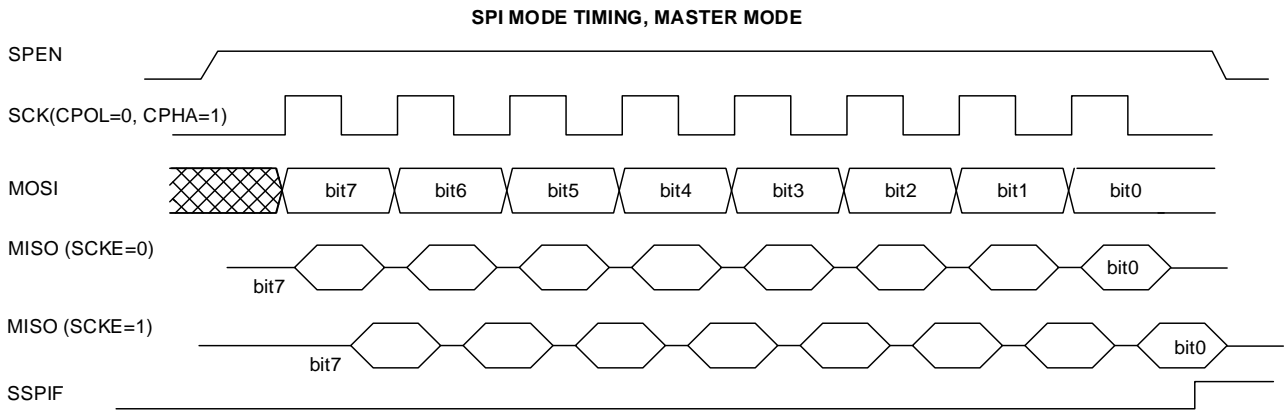 SPI MODE TIMING, MASTER MODE
SPEN
SCK(CPOL=0, CPHA=1)
MOSI bit7 bit6 bit5 bit4 bit3 bit2 bit1 bit0
MISO (SCKE=0)
bit7 bit0
MISO (SCKE=1)
bit7 bit0
SSPIF